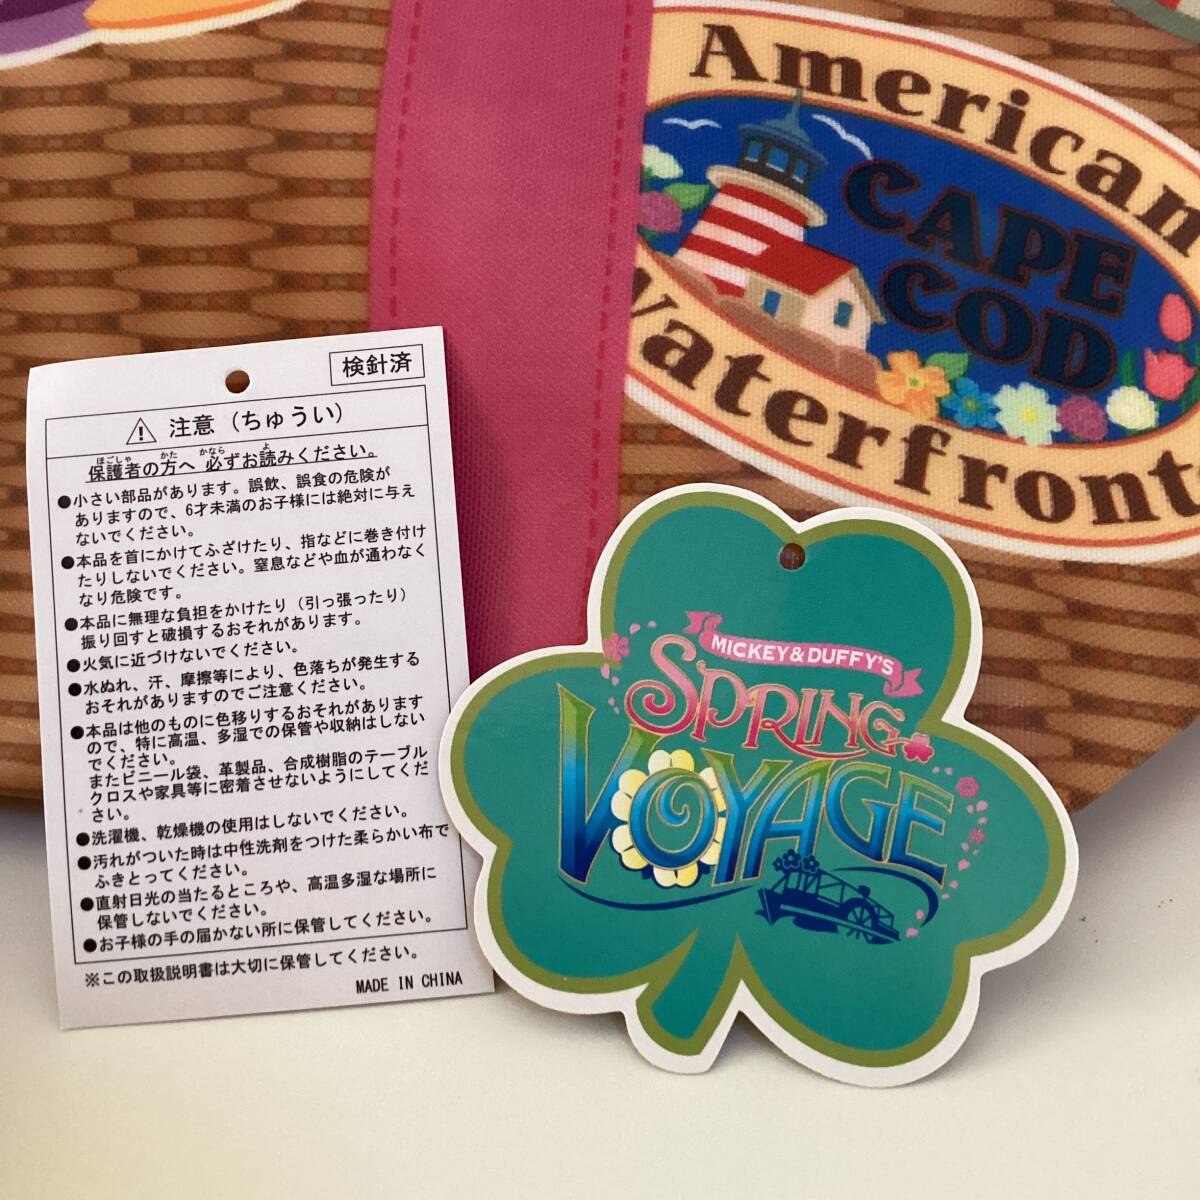 American
CAPE
COD
Waterfront
検針済
注意（ちゅうい）
保護者の方へ 必ずお読みください。
ほごしゃ かた かなら よ
●小さい部品があります。誤飲、誤食の危険が
ありますので、6才未満のお子様には絶対に与え
ないでください。
●本品を首にかけてふざけたり、指などに巻き付け
たりしないでください。窒息などや血が通わなく
なり危険です。
●本品に無理な負担をかけたり（引っ張ったり）
振り回すと破損するおそれがあります。
●火気に近づけないでください。
●水ぬれ、汗、摩擦等により、色落ちが発生する
おそれがありますのでご注意ください。
●本品は他のものに色移りするおそれがあります
ので、特に高温、多湿での保管や収納はしない
でください。
またビニール袋、革製品、合成樹脂のテーブル
クロスや家具等に密着させないようにしてくだ
さい。
●洗濯機、乾燥機の使用はしないでください。
●汚れがついた時は中性洗剤をつけた柔らかい布で
ふきとってください。
●直射日光の当たるところや、高温多湿な場所に
保管しないでください。
●お子様の手の届かない所に保管してください。
※この取扱説明書は大切に保管してください。
MADE IN CHINA
MICKEY & DUFFY'S
SPRING
VOYAGE